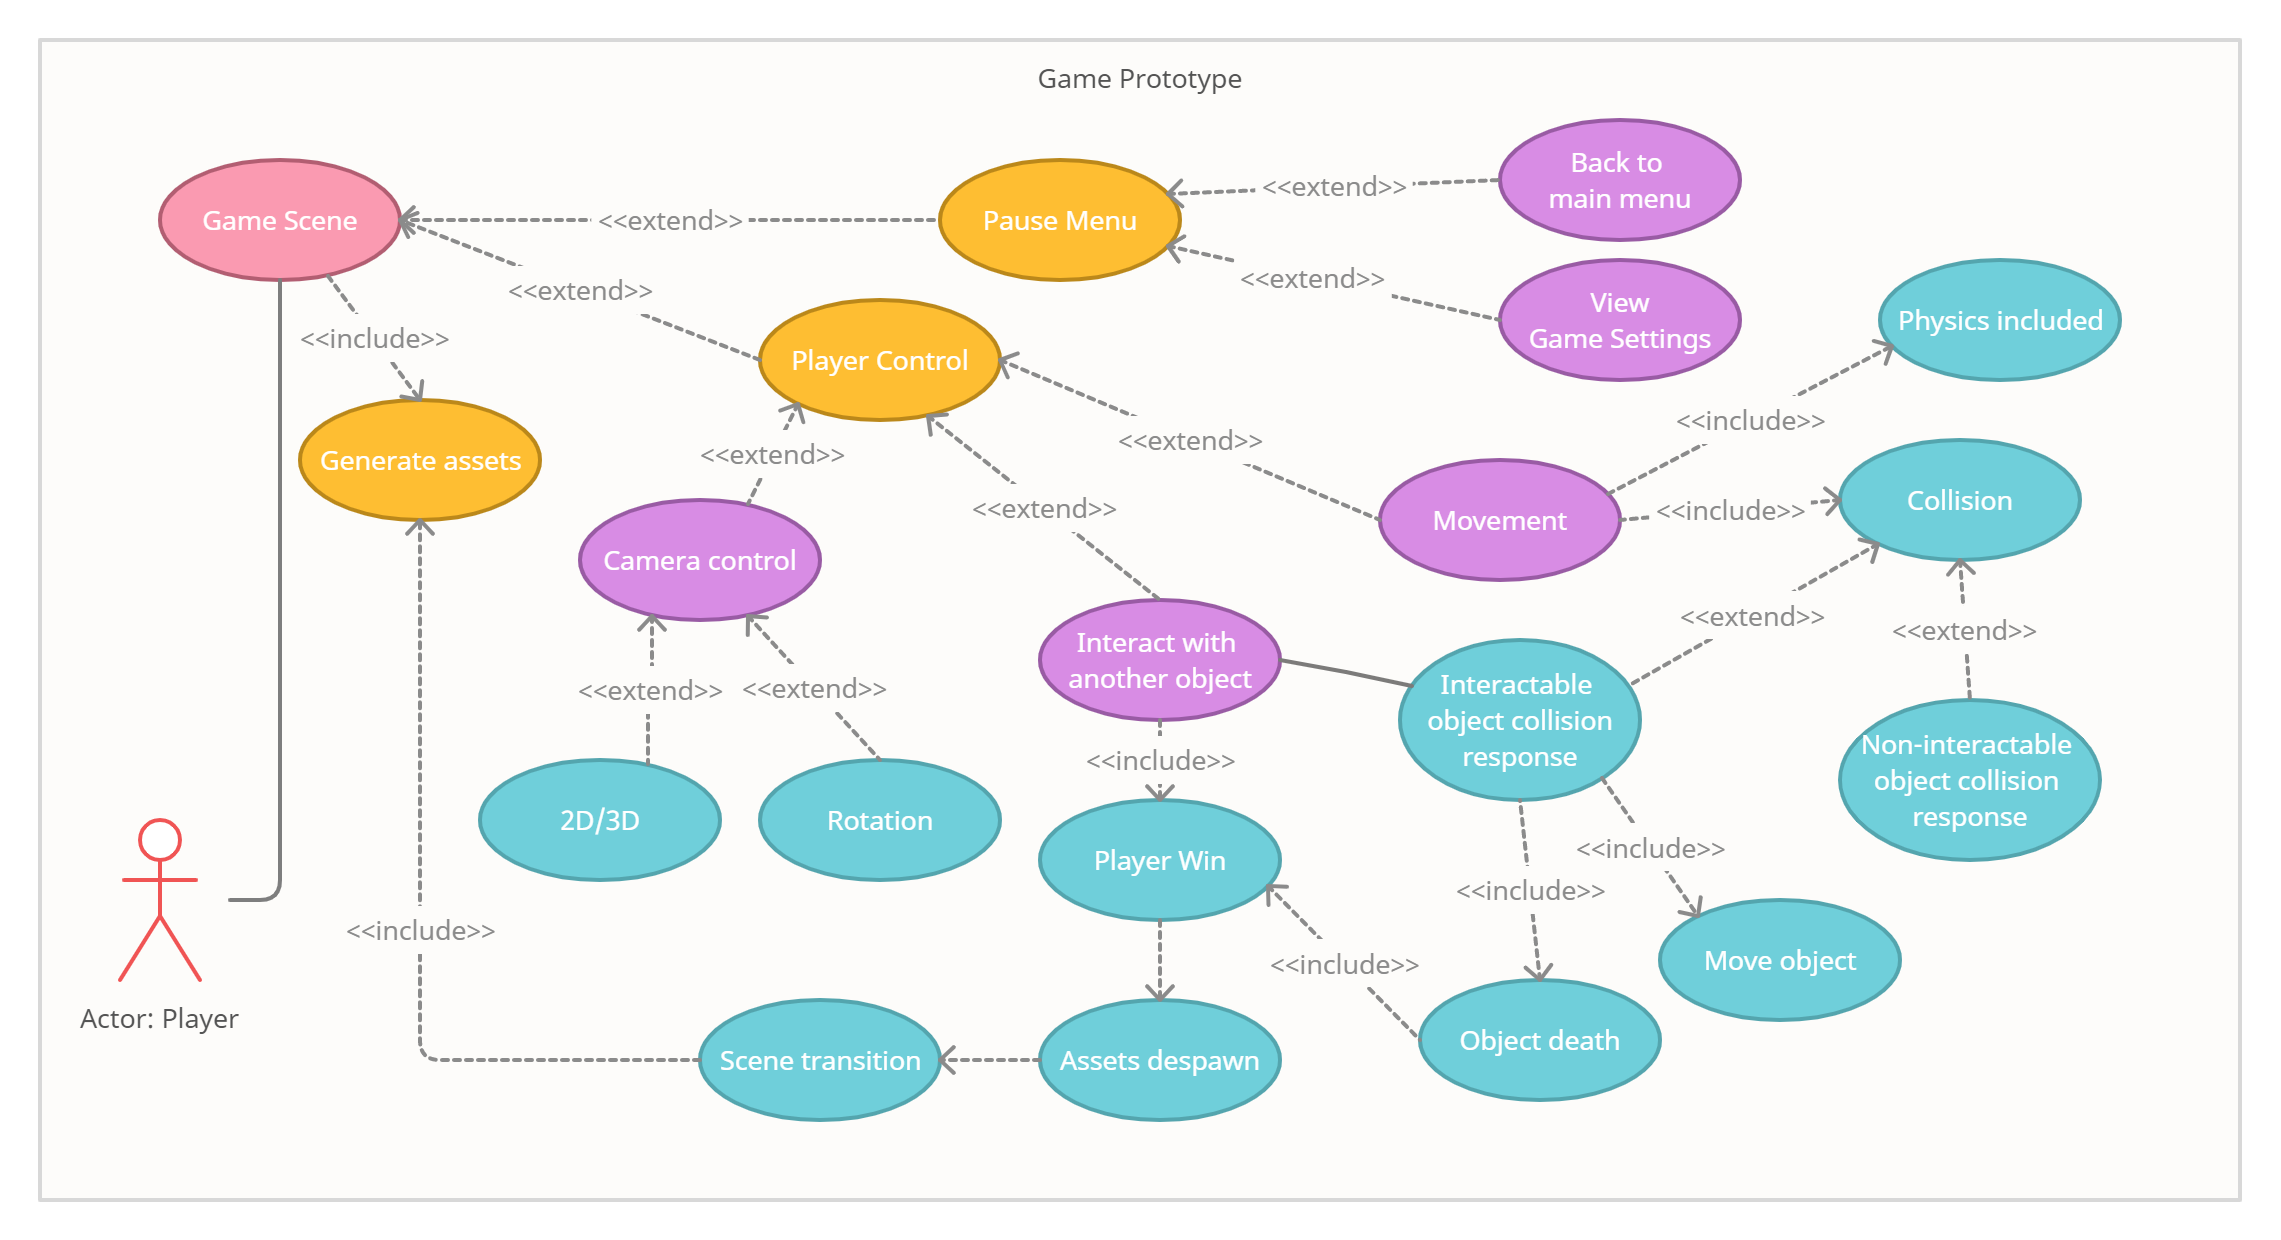 Game Prototype
Back to
main menu
<<extend>>
Game Scene
<<extend>>
Pause Menu
<<extend>>
<<extend>>
View
Game Settings
Physics included
<<include>>
Player Control
<<include>>
<<extend>>
<<extend>>
Generate assets
Collision
<<extend>>
<<include>>
Movement
Camera control
<<extend>>
<<extend>>
Interact with
another object
<<extend>>
<<extend>>
Interactable
object collision
response
Non-interactable
object collision
response
<<include>>
2D/3D
Rotation
<<include>>
Player Win
<<include>>
<<include>>
<<include>>
Move object
Actor: Player
Object death
Scene transition
Assets despawn